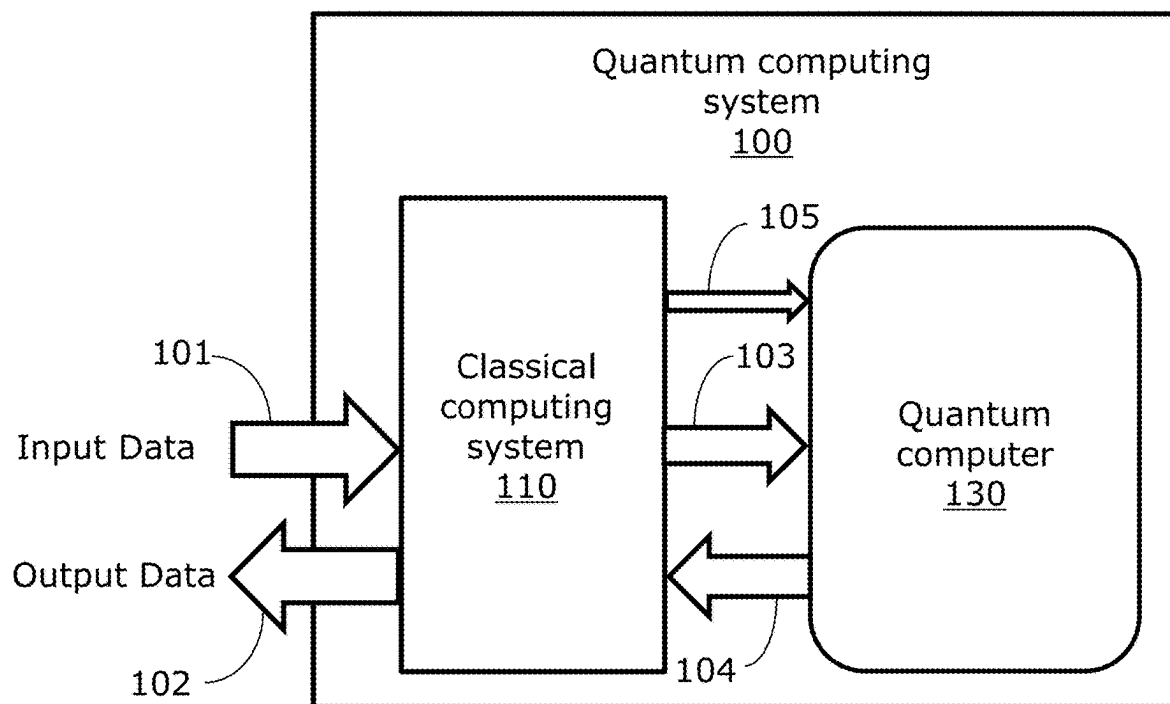 Quantum computing
system
100
105
101
103
Classical
computing
system
110
Quantum
computer
130
Input Data
Output Data
102
104